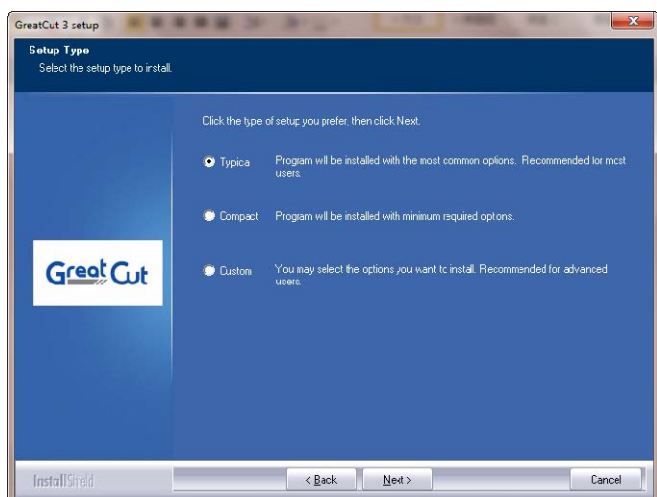 GreatCut 3 setup
Setup Type
Select the setup type to install.
Click the type of setup you prefer, then click Next.
Typical
Program will be installed with the most common options. Recommended for most
users.
Compact
Program will be installed with minimum required options.
Custom
You may select the options you want to install. Recommended for advanced
users.
Great Cut
InstallShield
< Back
Next >
Cancel